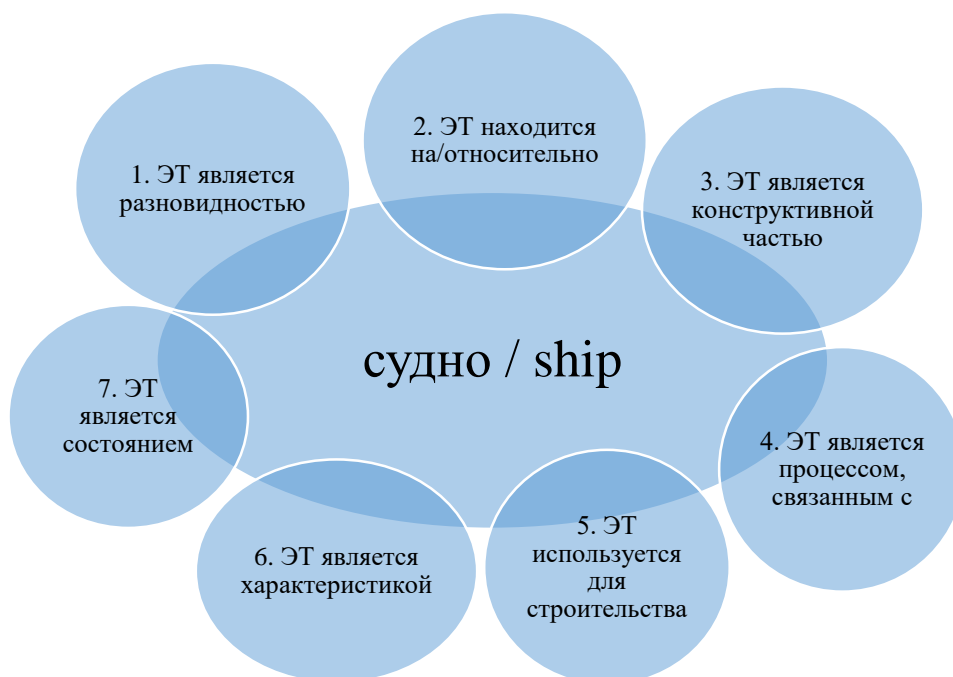 1. ЭТ является
разновидностью
2. ЭТ находится
на/относительно
3. ЭТ является
конструктивной
частью
судно / ship
4. ЭТ является
процессом,
связанным с
5. ЭТ
используется
для
строительства
6. ЭТ является
характеристикой
7. ЭТ
является
состоянием